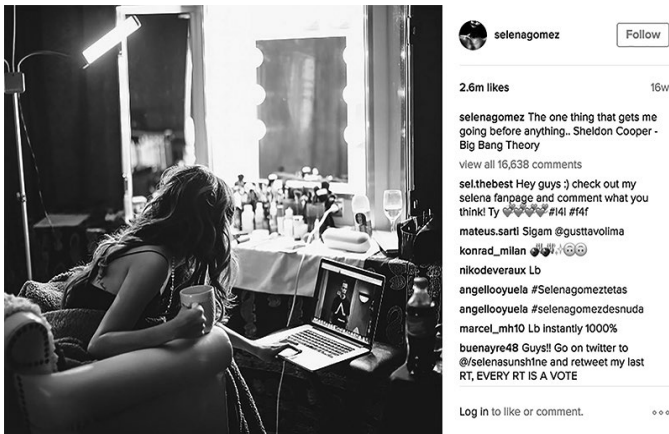 selenagomez
Follow
2.6m likes
16w
selenagomez The one thing that gets me
going before anything.. Sheldon Cooper -
Big Bang Theory
view all 16,638 comments
sel.thebest Hey guys :) check out my
selena fanpage and comment what you
think! Ty 💖💖💖💖#l4l #f4f
mateus.sarti Sigam @gusttavolima
konrad_milan
nikodeveraux Lb
angellooyuela #Selenagomeztetas
angellooyuela #selenagomezdesnuda
marcel_mh10 Lb instantly 1000%
buenayre48 Guys!! Go on twitter to
@/selenasunsh1ne and retweet my last
RT, EVERY RT IS A VOTE
Log in to like or comment.